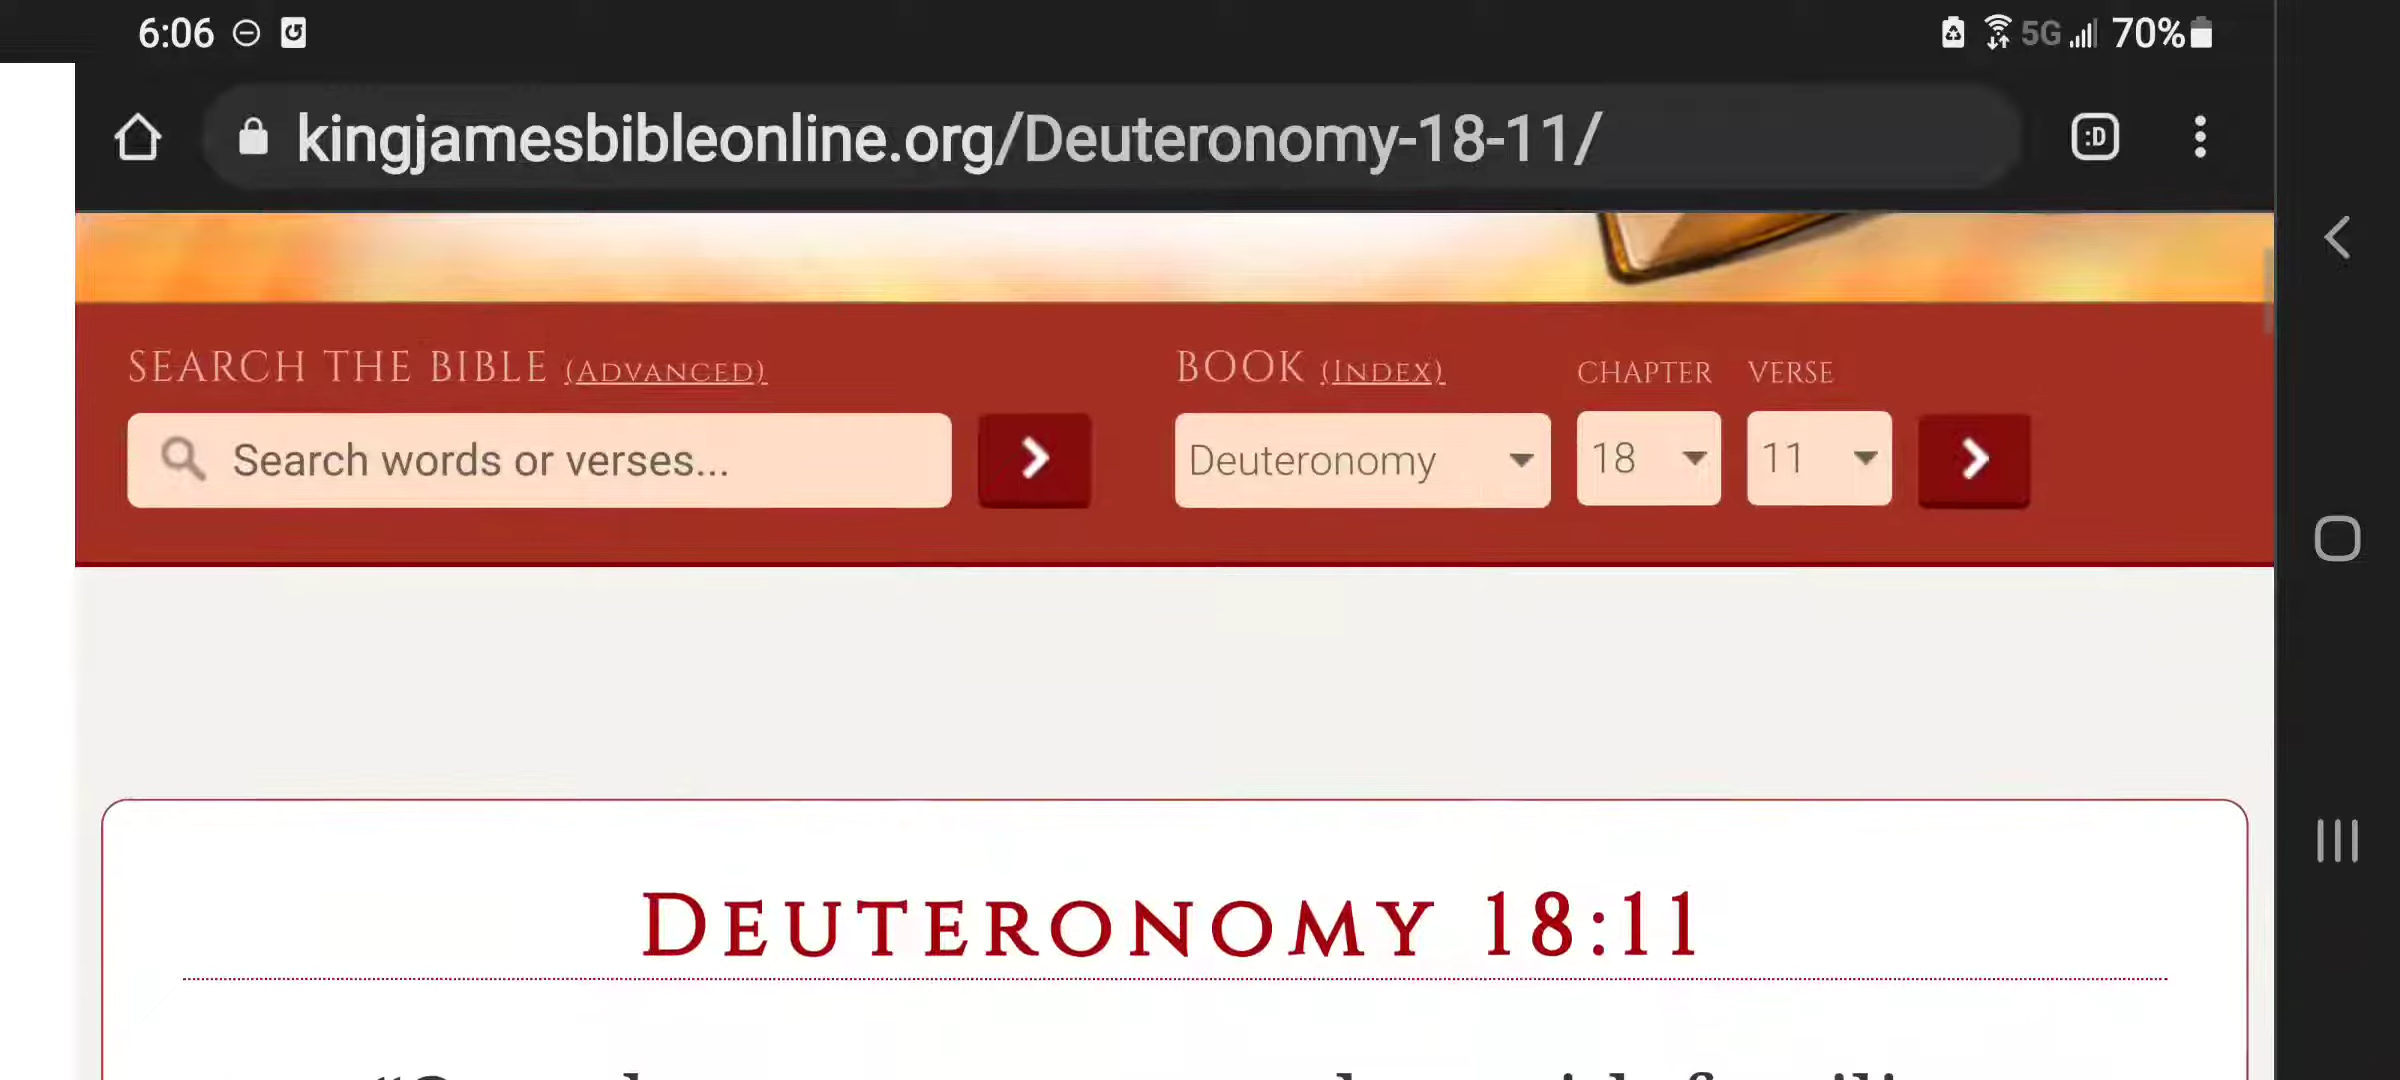 6:06 5G 70%
kingjamesbibleonline.org/Deuteronomy-18-11/ :D
SEARCH THE BIBLE (ADVANCED) BOOK (INDEX) CHAPTER VERSE
Search words or verses... Deuteronomy 18 11
DEUTERONOMY 18:11